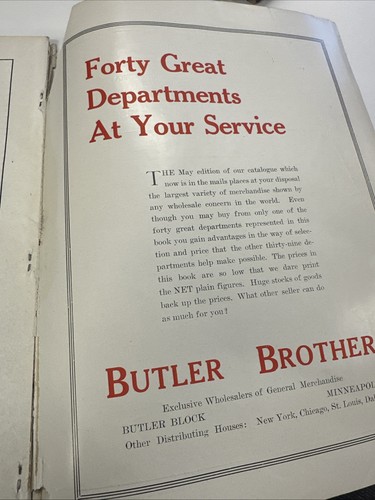 Forty Great
Departments
At Your Service
THE May edition of our catalogue which
now is in the mails places at your disposal
the largest variety of merchandise shown by
any wholesale concern in the world. Even
though you may buy from only one of the
forty great departments represented in this
book you gain advantages in the way of selec-
tion and price that the other thirty-nine de-
partments help make possible. The prices in
this book are so low that we dare print
the NET plain figures. Huge stocks of goods
back up the prices. What other seller can do
as much for you?
BUTLER BROTHER
Exclusive Wholesalers of General Merchandise
BUTLER BLOCK MINNEAPOL
Other Distributing Houses: New York, Chicago, St. Louis, Dal